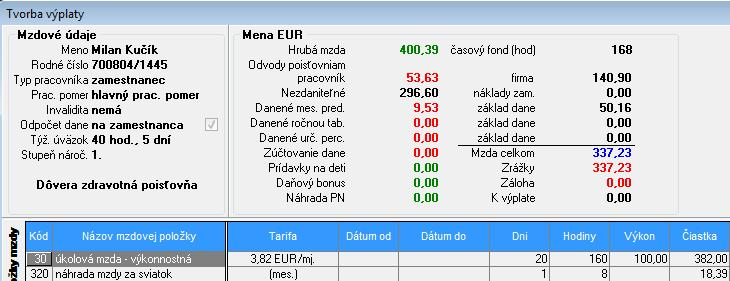 Tvorba výplaty
Mzdové údaje
Meno Milan Kučík
Rodné číslo 700804/1445
Typ pracovníka zamestnanec
Prac. pomer hlavný prac. pomer
Invalidita nemá
Odpočet dane na zamestnanca
Týž. úväzok 40 hod., 5 dní
Stupeň nároč. 1.
Dôvera zdravotná poisťovňa
Mena EUR
Hrubá mzda 400,39 časový fond (hod) 168
Odvody poisťovniam
pracovník 53,63 firma 140,90
Nezdaniteľné 296,60 náklady zam. 0,00
Danené mes. pred. 9,53 základ dane 50,16
Danené ročnou tab. 0,00 základ dane 0,00
Danené urč. perc. 0,00 základ dane 0,00
Zúčtovanie dane 0,00 Mzda celkom 337,23
Prídavky na deti 0,00 Zrážky 337,23
Daňový bonus 0,00 Záloha 0,00
Náhrada PN 0,00 K výplate 0,00
žky mzdy
Kód Názov mzdovej položky Tarifa Dátum od Dátum do Dni Hodiny Výkon Čiastka
30 úkolová mzda - výkonnostná 3,82 EUR/mj. 20 160 100,00 382,00
320 náhrada mzdy za sviatok (mes.) 1 8 18,39